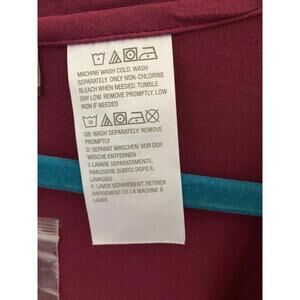 MACHINE WASH COLD. WASH
SEPARATELY. ONLY NON-CHLORINE
BLEACH WHEN NEEDED. TUMBLE
DRY LOW. REMOVE PROMPTLY. LOW
IRON IF NEEDED
30
GB: WASH SEPARATELY. REMOVE
PROMPTLY
D: SEPARAT WASCHEN. VOR DER
WÄSCHE ENTFERNEN
I: LAVARE SEPARATAMENTE.
RIMUOVERE SUBITO DOPO IL
LAVAGGIO
F: LAVER SÉPARÉMENT. RETIRER
RAPIDEMENT DE LA MACHINE À
LAVER